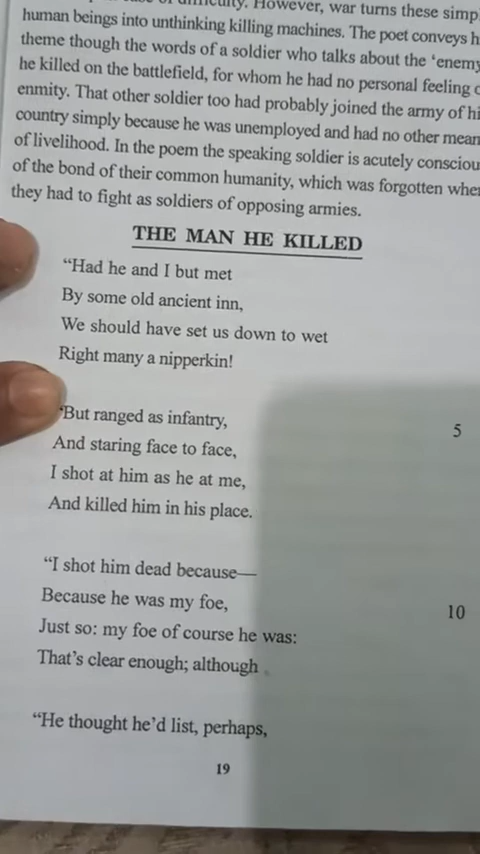 difficulty. However, war turns these simp
human beings into unthinking killing machines. The poet conveys h
theme though the words of a soldier who talks about the ‘enemy
he killed on the battlefield, for whom he had no personal feeling o
enmity. That other soldier too had probably joined the army of hi
country simply because he was unemployed and had no other mean
of livelihood. In the poem the speaking soldier is acutely consciou
of the bond of their common humanity, which was forgotten whe
they had to fight as soldiers of opposing armies.
THE MAN HE KILLED
“Had he and I but met
By some old ancient inn,
We should have set us down to wet
Right many a nipperkin!
“But ranged as infantry,
5
And staring face to face,
I shot at him as he at me,
And killed him in his place.
“I shot him dead because—
Because he was my foe,
10
Just so: my foe of course he was:
That’s clear enough; although
“He thought he’d list, perhaps,
19